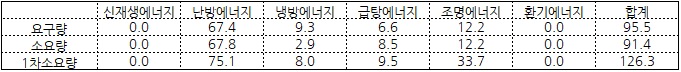 신재생에너지 난방에너지 냉방에너지 급탕에너지 조명에너지 환기에너지 합계
요구량 0.0 67.4 9.3 6.6 12.2 0.0 95.5
소요량 0.0 67.8 2.9 8.5 12.2 0.0 91.4
1차소요량 0.0 75.1 8.0 9.5 33.7 0.0 126.3